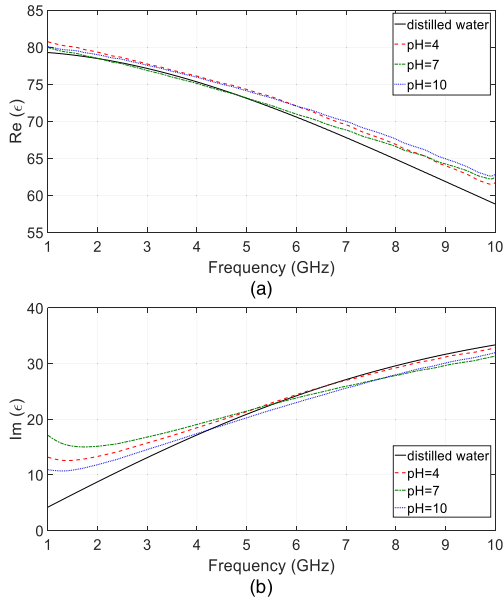 85
80
75
70
65
60
55
Re (ϵ)
distilled water
pH=4
pH=7
pH=10
1 2 3 4 5 6 7 8 9 10
Frequency (GHz)
(a)
40
30
20
10
0
Im (ϵ)
distilled water
pH=4
pH=7
pH=10
1 2 3 4 5 6 7 8 9 10
Frequency (GHz)
(b)